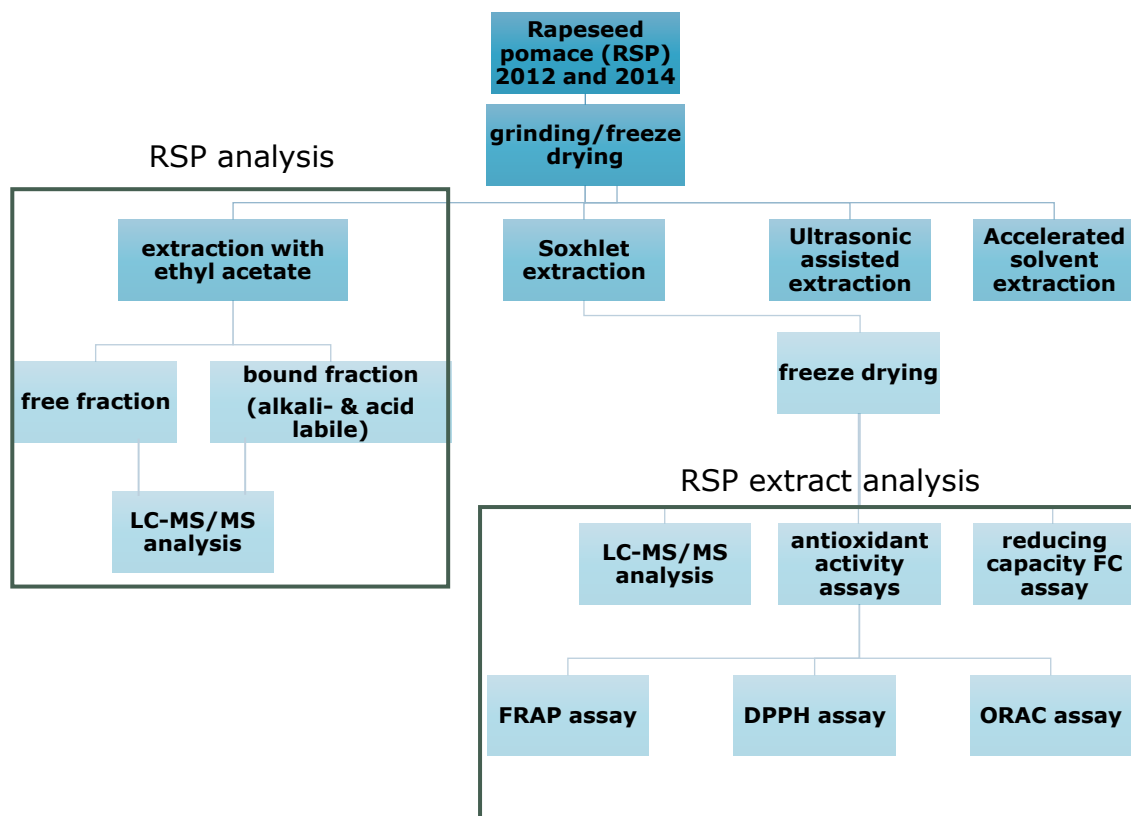 Rapeseed
pomace (RSP)
2012 and 2014
grinding/freeze
drying
RSP analysis
extraction with
ethyl acetate
Soxhlet
extraction
Ultrasonic
assisted
extraction
Accelerated
solvent
extraction
free fraction
bound fraction
(alkali- & acid
labile)
freeze drying
LC-MS/MS
analysis
RSP extract analysis
LC-MS/MS
analysis
antioxidant
activity
assays
reducing
capacity FC
assay
FRAP assay
DPPH assay
ORAC assay